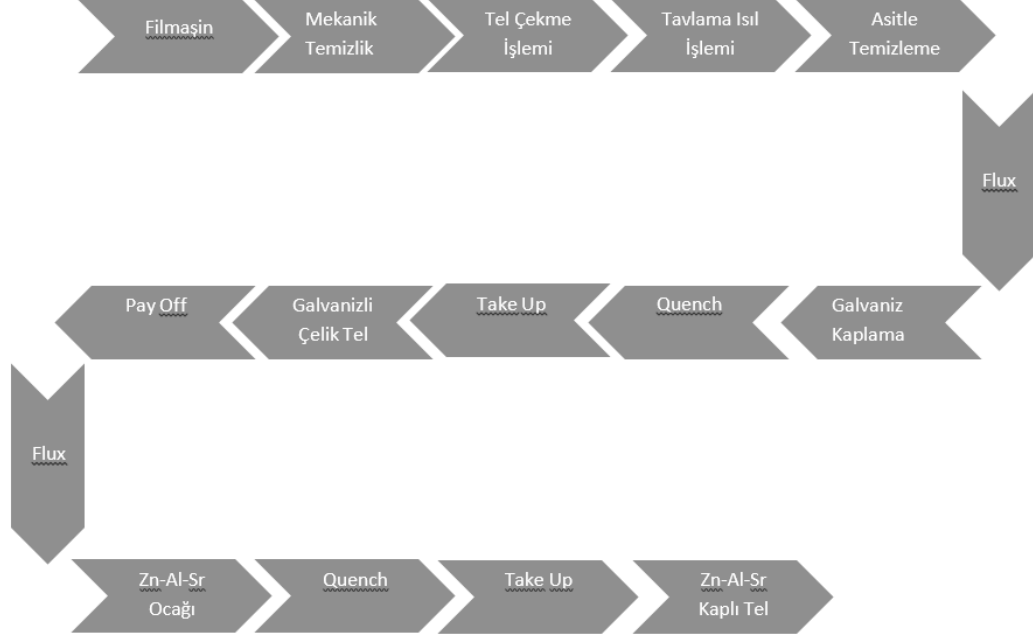 Filmaşin
Mekanik
Temizlik
Tel Çekme
İşlemi
Tavlama Isıl
İşlemi
Asitle
Temizleme
Flux
Galvaniz
Kaplama
Quench
Take Up
Galvanizli
Çelik Tel
Pay Off
Flux
Zn-Al-Sr
Ocağı
Quench
Take Up
Zn-Al-Sr
Kaplı Tel